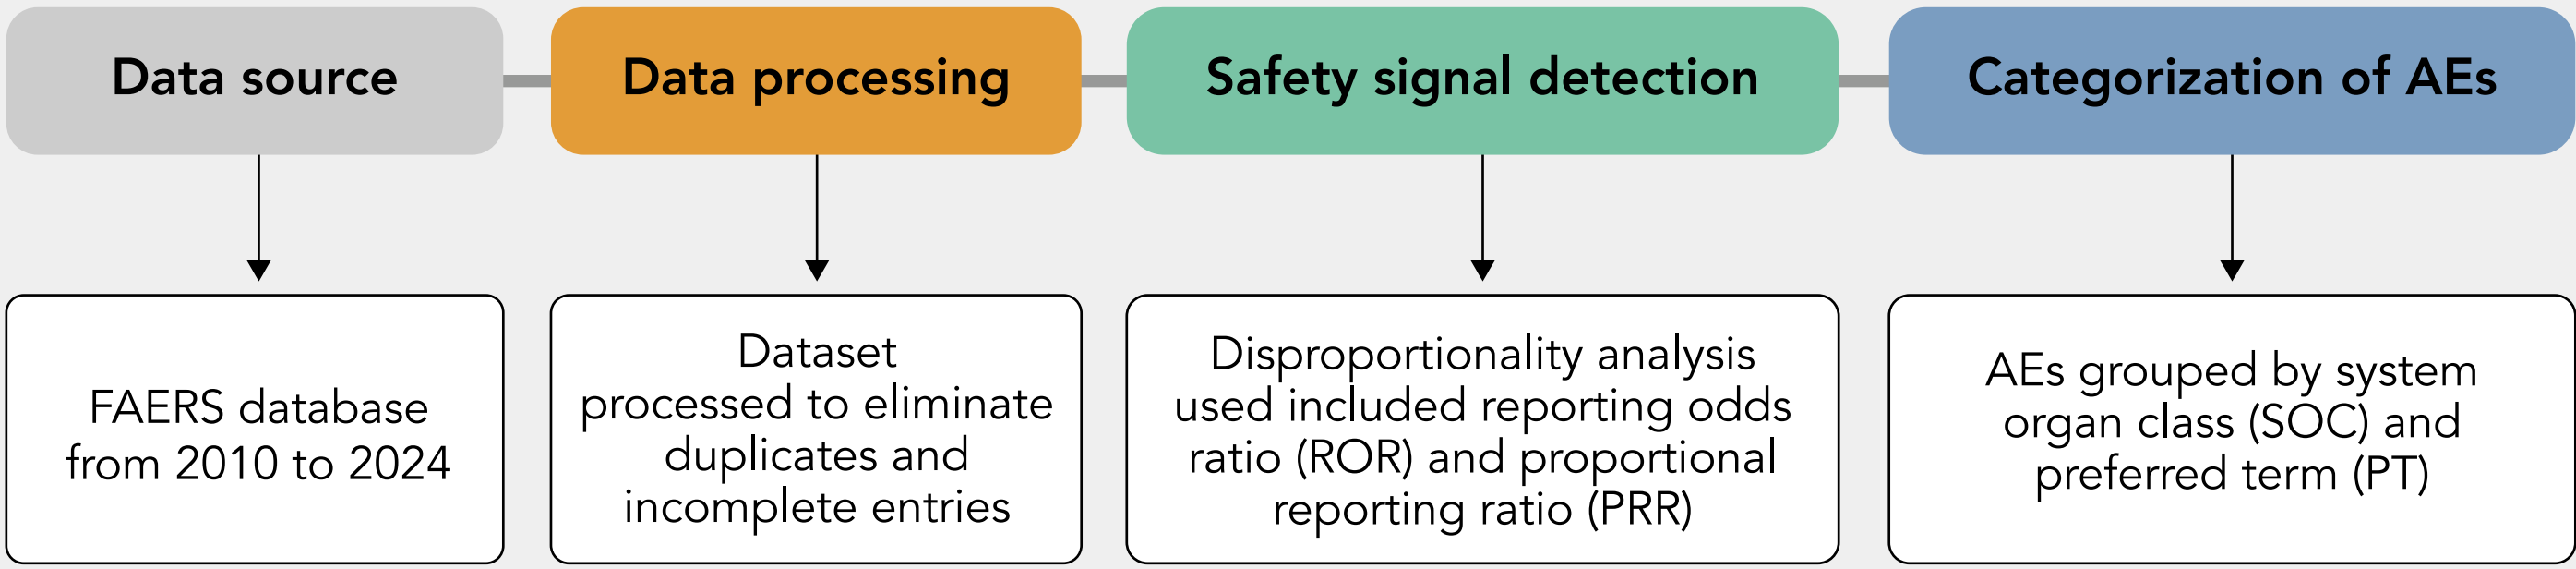 Data source
Data processing
Safety signal detection
Categorization of AEs
FAERS database
from 2010 to 2024
Dataset
processed to eliminate
duplicates and
incomplete entries
Disproportionality analysis
used included reporting odds
ratio (ROR) and proportional
reporting ratio (PRR)
AEs grouped by system
organ class (SOC) and
preferred term (PT)